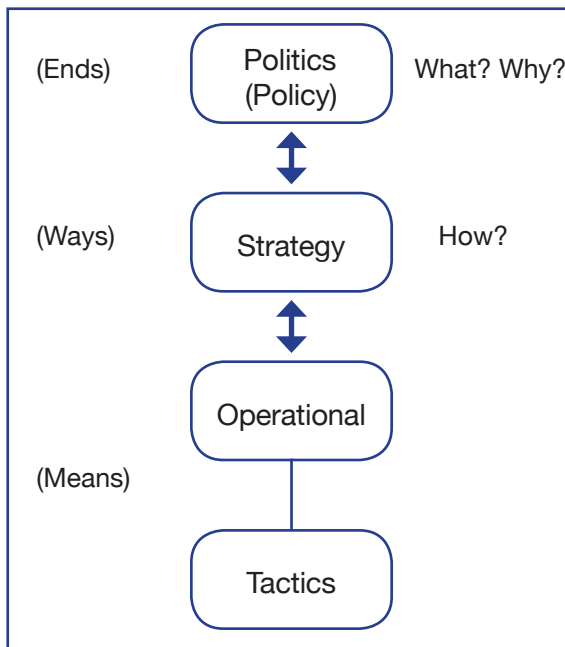 (Ends)
Politics
(Policy)
What? Why?
(Ways)
Strategy
How?
Operational
(Means)
Tactics